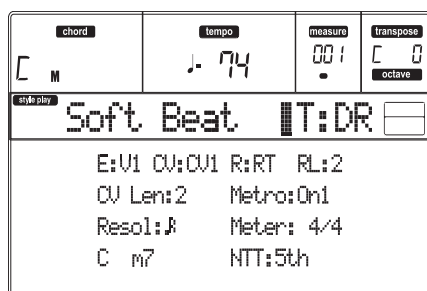 chord tempo measure transpose
C M ♩= 74 001 C 0
octave
style play
Soft Beat T:DR
E:V1 CV:CV1 R:RT RL:2
CV Len:2 Metro:On1
Resol:♪ Meter: 4/4
C m7 NTT:5th